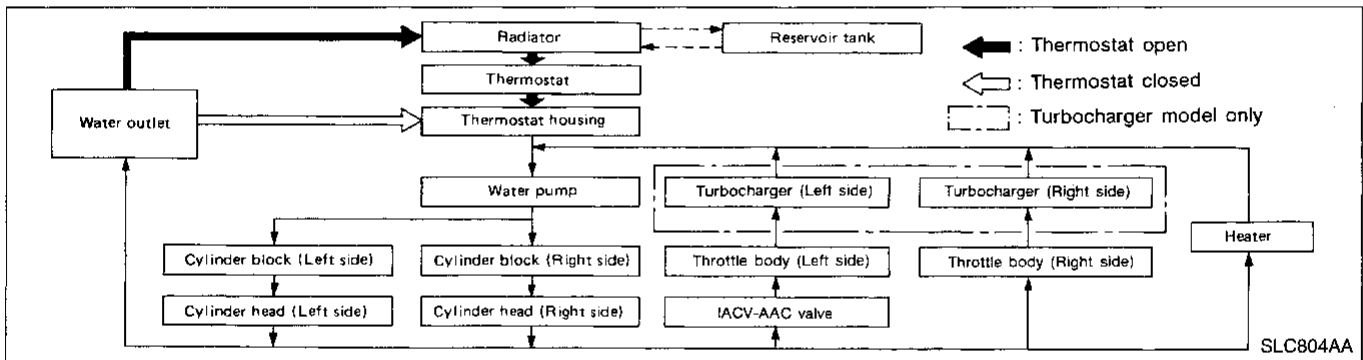 Radiator
Reservoir tank
: Thermostat open
Thermostat
: Thermostat closed
Water outlet
Thermostat housing
: Turbocharger model only
Water pump
Turbocharger (Left side)
Turbocharger (Right side)
Heater
Cylinder block (Left side)
Cylinder block (Right side)
Throttle body (Left side)
Throttle body (Right side)
Cylinder head (Left side)
Cylinder head (Right side)
IACV-AAC valve
SLC804AA